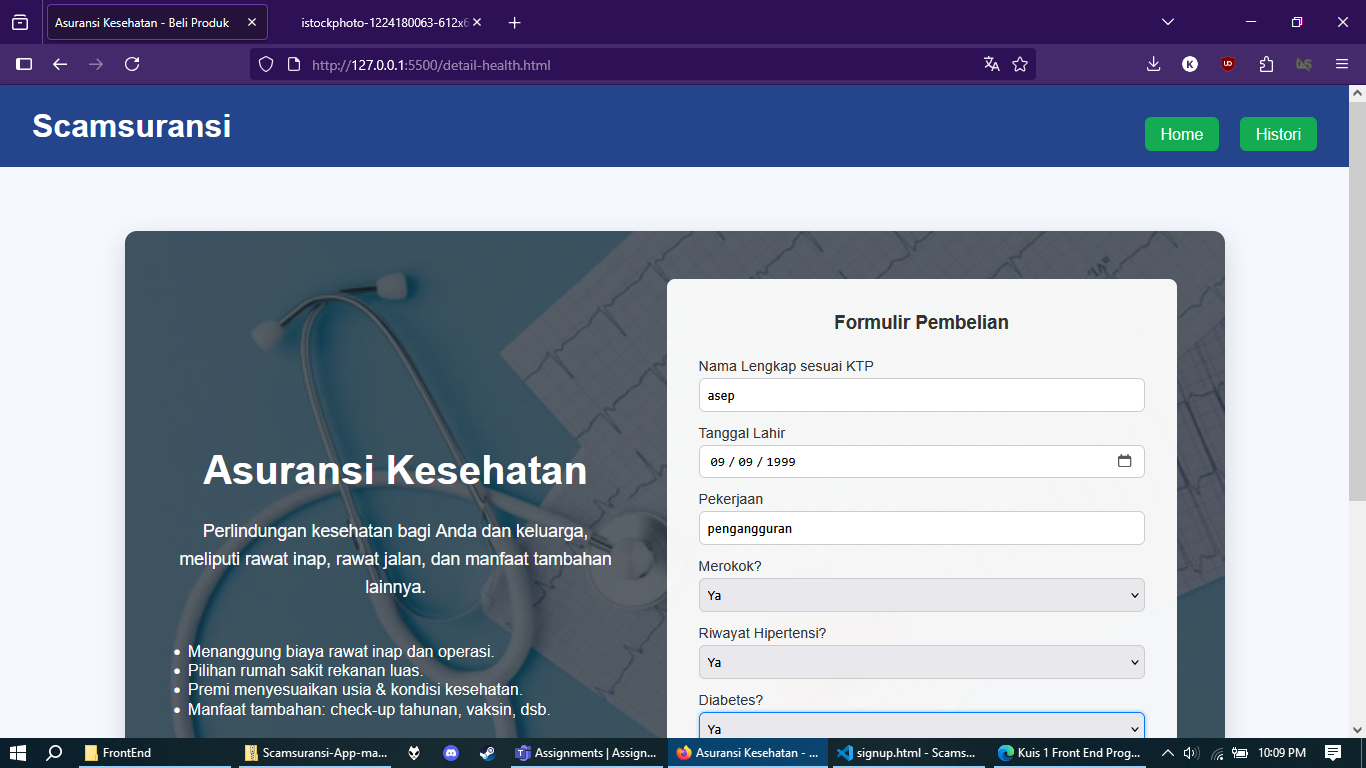 Asuransi Kesehatan - Beli Produk
istockphoto-1224180063-612x6
http://127.0.0.1:5500/detail-health.html
Scamsuransi
Home
Histori
Asuransi Kesehatan
Perlindungan kesehatan bagi Anda dan keluarga,
meliputi rawat inap, rawat jalan, dan manfaat tambahan
lainnya.
Menanggung biaya rawat inap dan operasi.
Pilihan rumah sakit rekanan luas.
Premi menyesuaikan usia & kondisi kesehatan.
Manfaat tambahan: check-up tahunan, vaksin, dsb.
Formulir Pembelian
Nama Lengkap sesuai KTP
asep
Tanggal Lahir
09 / 09 / 1999
Pekerjaan
pengangguran
Merokok?
Ya
Riwayat Hipertensi?
Ya
Diabetes?
Ya
FrontEnd
Scamsuransi-App-ma...
Assignments | Assign...
Asuransi Kesehatan - ...
signup.html - Scams...
Kuis 1 Front End Prog...
10:09 PM